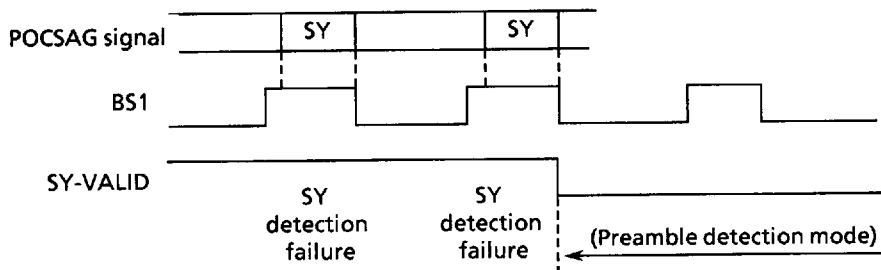 POCSAG signal
SY
SY
BS1
SY-VALID
SY
detection
failure
SY
detection
failure
(Preamble detection mode)